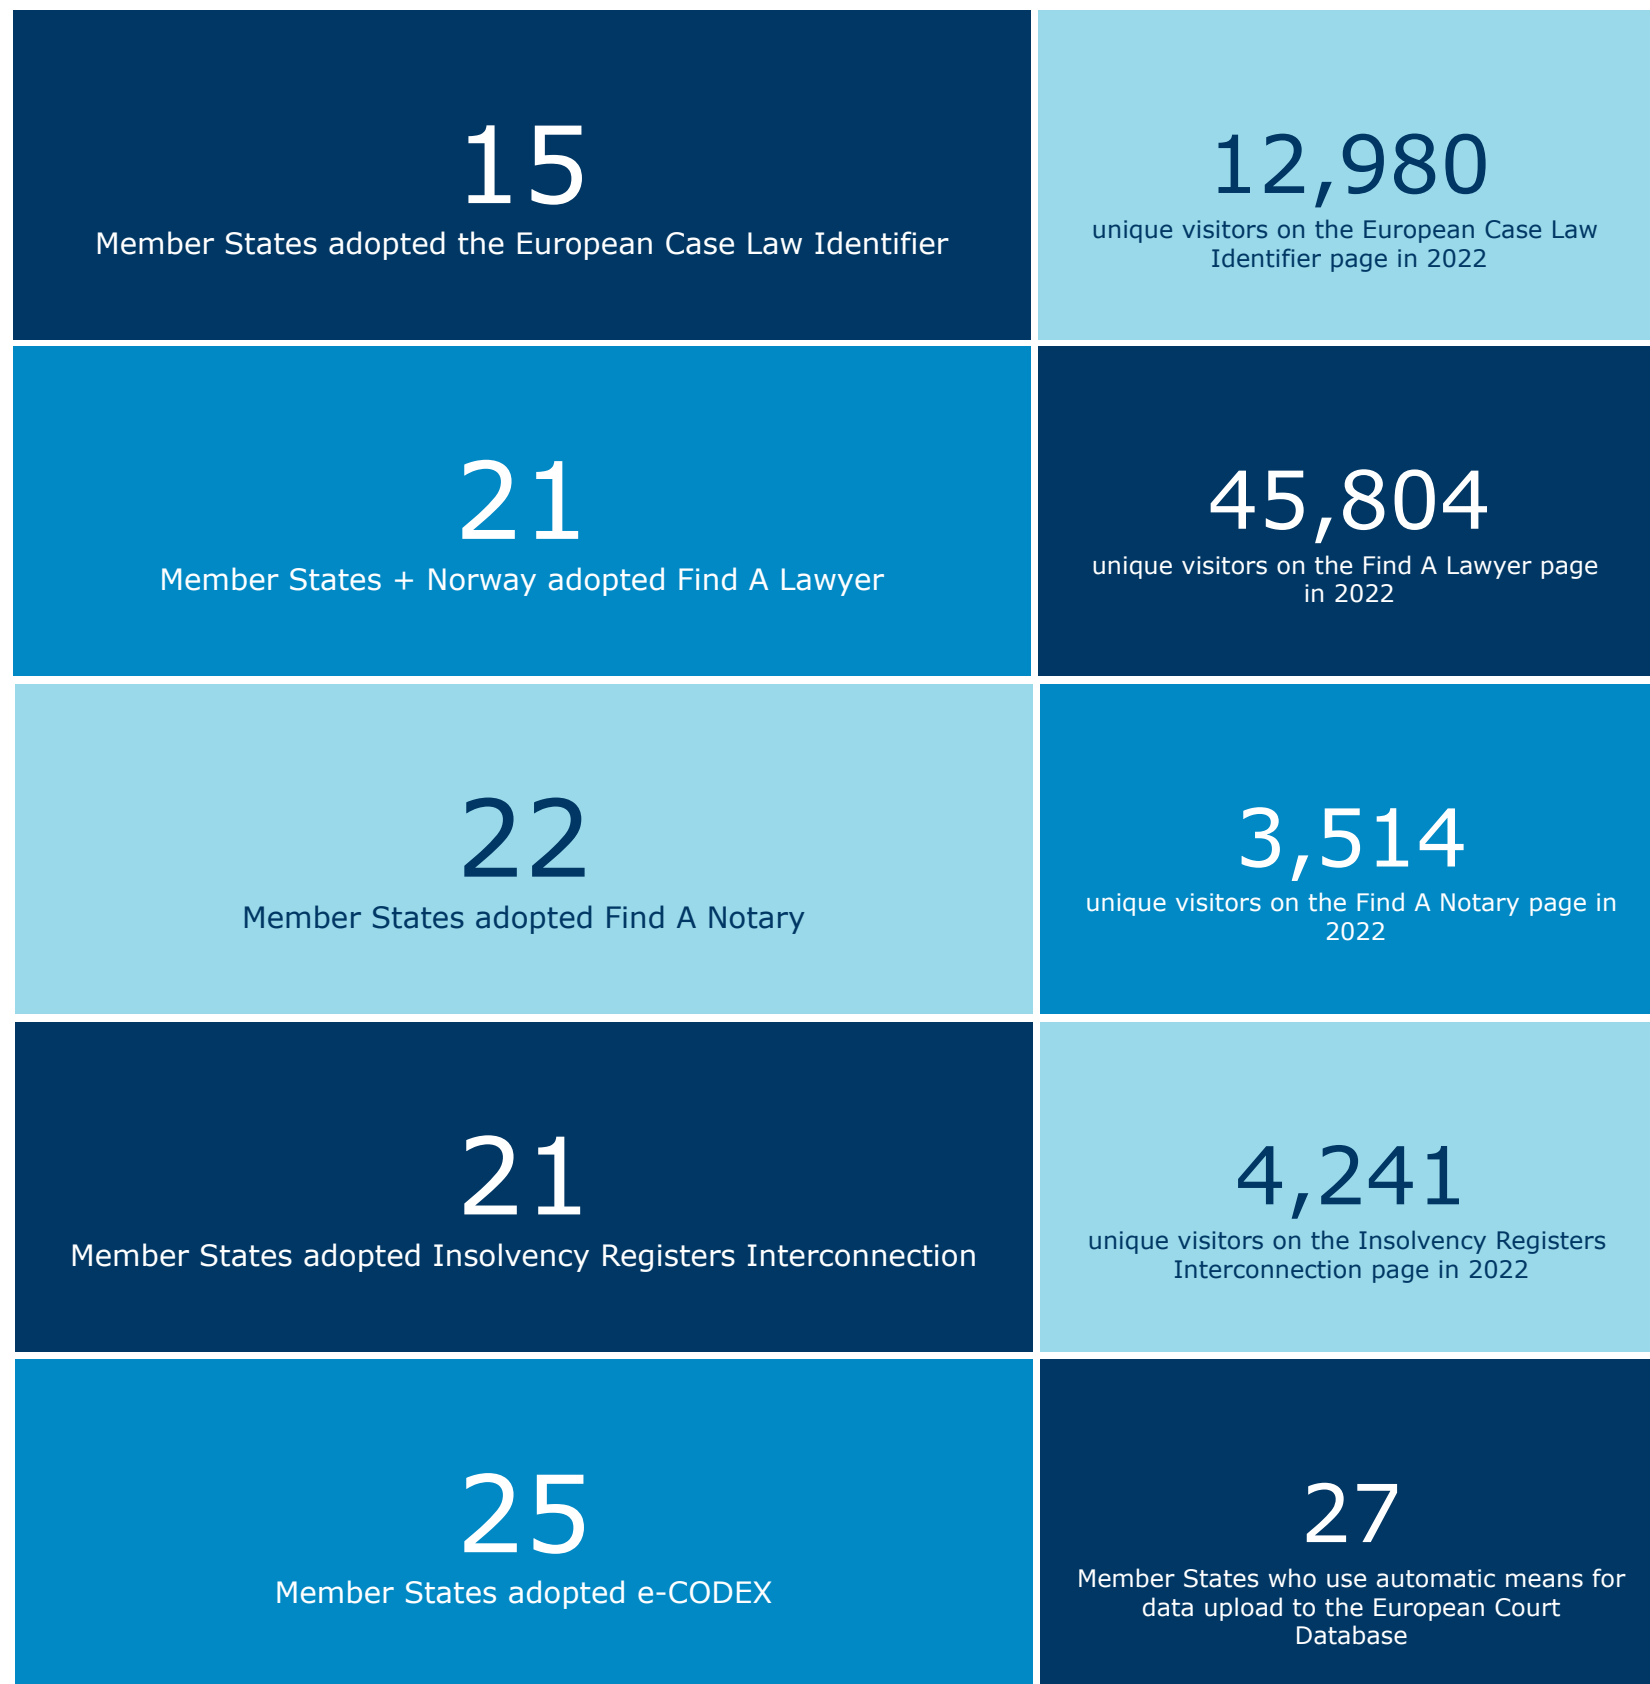 15
Member States adopted the European Case Law Identifier
12,980
unique visitors on the European Case Law
Identifier page in 2022
21
Member States + Norway adopted Find A Lawyer
45,804
unique visitors on the Find A Lawyer page
in 2022
22
Member States adopted Find A Notary
3,514
unique visitors on the Find A Notary page in
2022
21
Member States adopted Insolvency Registers Interconnection
4,241
unique visitors on the Insolvency Registers
Interconnection page in 2022
25
Member States adopted e-CODEX
27
Member States who use automatic means for
data upload to the European Court
Database